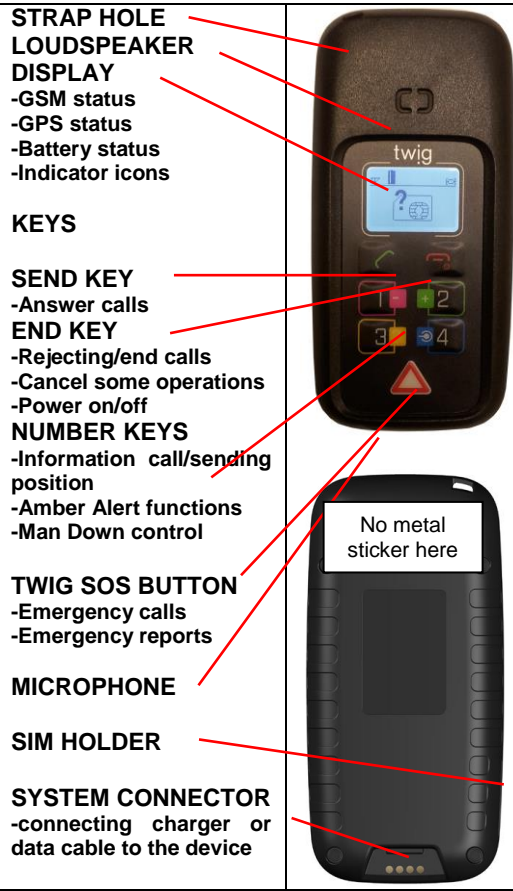 STRAP HOLE
LOUDSPEAKER
DISPLAY
-GSM status
-GPS status
-Battery status
-Indicator icons
KEYS
SEND KEY
-Answer calls
END KEY
-Rejecting/end calls
-Cancel some operations
-Power on/off
NUMBER KEYS
-Information call/sending
position
-Amber Alert functions
-Man Down control
TWIG SOS BUTTON
-Emergency calls
-Emergency reports
MICROPHONE
SIM HOLDER
SYSTEM CONNECTOR
-connecting charger or
data cable to the device
twig
?
1 - + 2
3 4
No metal
sticker here